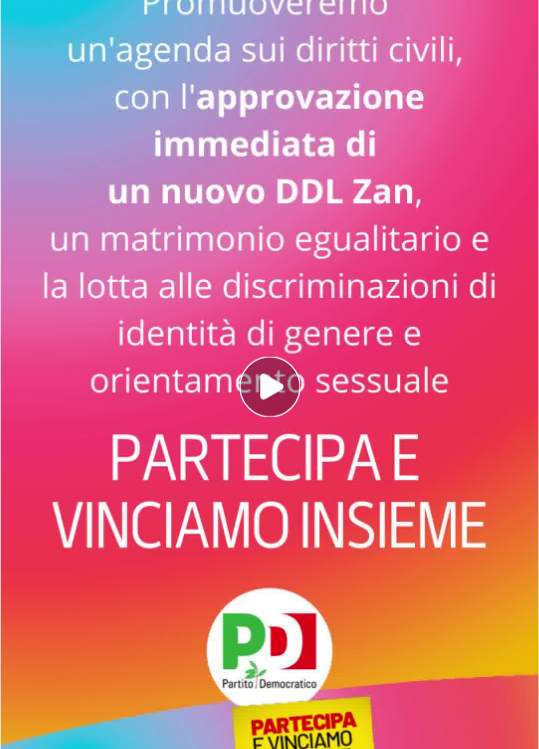 Promuoveremo
un'agenda sui diritti civili,
con l'approvazione
immediata di
un nuovo DDL Zan,
un matrimonio egualitario e
la lotta alle discriminazioni di
identità di genere e
orientamento sessuale
PARTECIPA E
VINCIAMO INSIEME
PD
Partito Democratico
PARTECIPA
E VINCIAMO